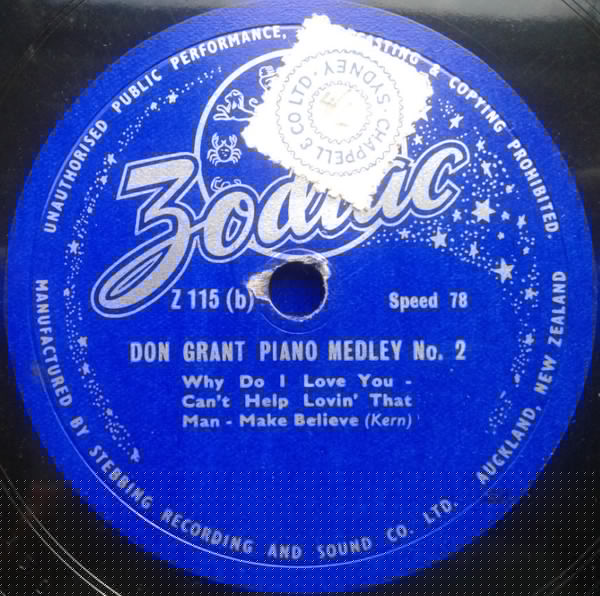 UNAUTHORISED PUBLIC PERFORMANCE, & COPYING PROHIBITED.
CHAPPELL & CO LTD. SYDNEY.
Zodiac
Z 115 (b)
Speed 78
DON GRANT PIANO MEDLEY No. 2
Why Do I Love You -
Can't Help Lovin' That
Man - Make Believe (Kern)
MANUFACTURED BY STEBBING RECORDING AND SOUND CO. LTD. AUCKLAND, NEW ZEALAND